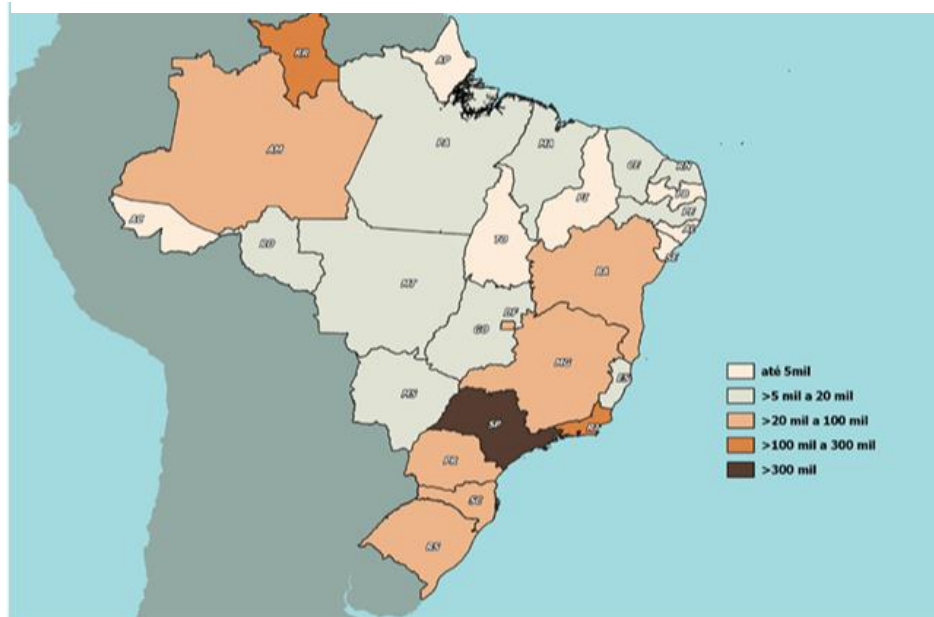 RR
AP
AM
PA
MA
CE
RN
PB
PI
PE
AL
SE
AC
TO
RO
BA
MT
DF
GO
MG
ES
MS
SP
RJ
PR
SC
RS
até 5mil
>5 mil a 20 mil
>20 mil a 100 mil
>100 mil a 300 mil
>300 mil